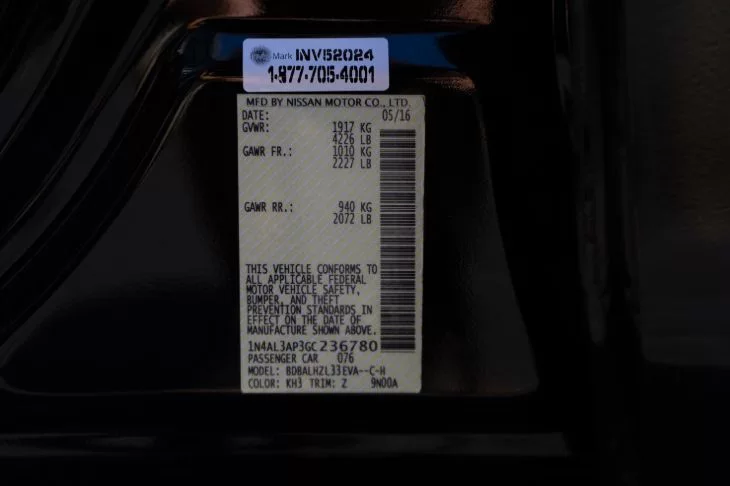 Mark INV52024
1-877-705-4001
MFD BY NISSAN MOTOR CO., LTD.
DATE: 05/16
GVWR: 1917 KG
4226 LB
GAWR FR.: 1010 KG
2227 LB
GAWR RR.: 940 KG
2072 LB
THIS VEHICLE CONFORMS TO
ALL APPLICABLE FEDERAL
MOTOR VEHICLE SAFETY,
BUMPER, AND THEFT
PREVENTION STANDARDS IN
EFFECT ON THE DATE OF
MANUFACTURE SHOWN ABOVE.
1N4AL3AP3GC236780
PASSENGER CAR 076
MODEL: BDBALHZL33EVA--C-H
COLOR: KH3 TRIM: Z 9N00A